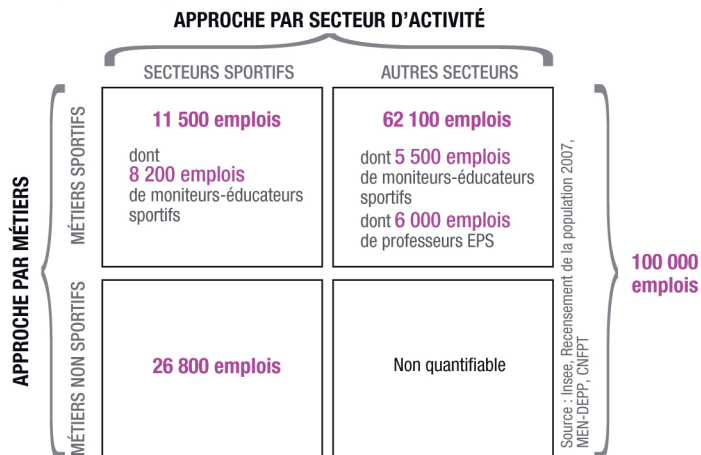 APPROCHE PAR SECTEUR D'ACTIVITÉ
SECTEURS SPORTIFS
AUTRES SECTEURS
APPROCHE PAR MÉTIERS
MÉTIERS SPORTIFS
11 500 emplois
dont
8 200 emplois
de moniteurs-éducateurs
sportifs
62 100 emplois
dont 5 500 emplois
de moniteurs-éducateurs
sportifs
dont 6 000 emplois
de professeurs EPS
MÉTIERS NON SPORTIFS
26 800 emplois
Non quantifiable
Source : Insee, Recensement de la population 2007,
MEN-DEPP, CNFPT
100 000
emplois